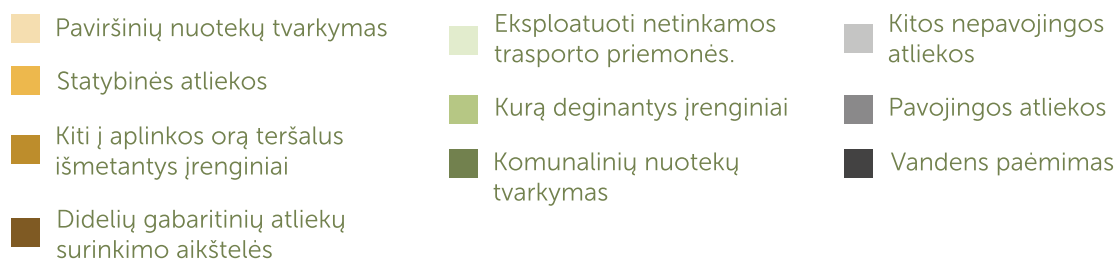 Paviršinių nuotekų tvarkymas
Statybinės atliekos
Kiti į aplinkos orą teršalus
išmetantys įrenginiai
Didelių gabaritinių atliekų
surinkimo aikštelės
Eksploatuoti netinkamos
trasporto priemonės.
Kurą deginantys įrenginiai
Komunalinių nuotekų
tvarkymas
Kitos nepavojingos
atliekos
Pavojingos atliekos
Vandens paėmimas